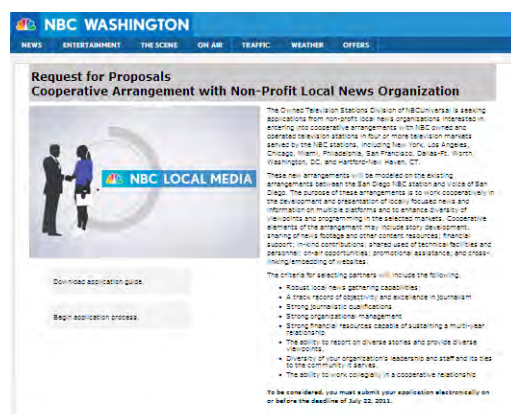 NBC WASHINGTON
NEWS ENTERTAINMENT THE SCENE ON AIR TRAFFIC WEATHER OFFERS
Request for Proposals
Cooperative Arrangement with Non-Profit Local News Organization
NBC LOCAL MEDIA
Download application guide.
Begin application process.
The Owned Television Stations Division of NBCUniversal is seeking
applications from non-profit local news organizations interested in
entering into cooperative arrangements with NBC owned and
operated television stations in four or more television markets
served by the NBC stations, including New York, Los Angeles,
Chicago, Miami, Philadelphia, San Francisco, Dallas-Ft. Worth,
Washington, DC, and Hartford-New Haven, CT.
These new arrangements will be modeled on the existing
arrangements between the San Diego NBC station and Voice of San
Diego. The purpose of these arrangements is to work cooperatively in
the development and presentation of locally focused news and
information on multiple platforms and to enhance diversity of
viewpoints and programming in the selected markets. Cooperative
elements of the arrangement may include story development,
sharing of news footage and other content resources; financial
support; in-kind contributions; shared used of technical facilities and
personnel; on-air opportunities; promotional assistance; and cross-
linking/embedding of websites.
The criteria for selecting partners will include the following.
• Robust local news gathering capabilities;
• A track record of objectivity and excellence in journalism
• Strong journalistic qualifications
• Strong organizational management
• Strong financial resources capable of sustaining a multi-year
relationship
• The ability to report on diverse stories and provide diverse
viewpoints,
• Diversity of your organization's leadership and staff and its ties
to the community it serves.
• The ability to work collegially in a cooperative relationship
To be considered, you must submit your application electronically on
or before the deadline of July 22, 2011.